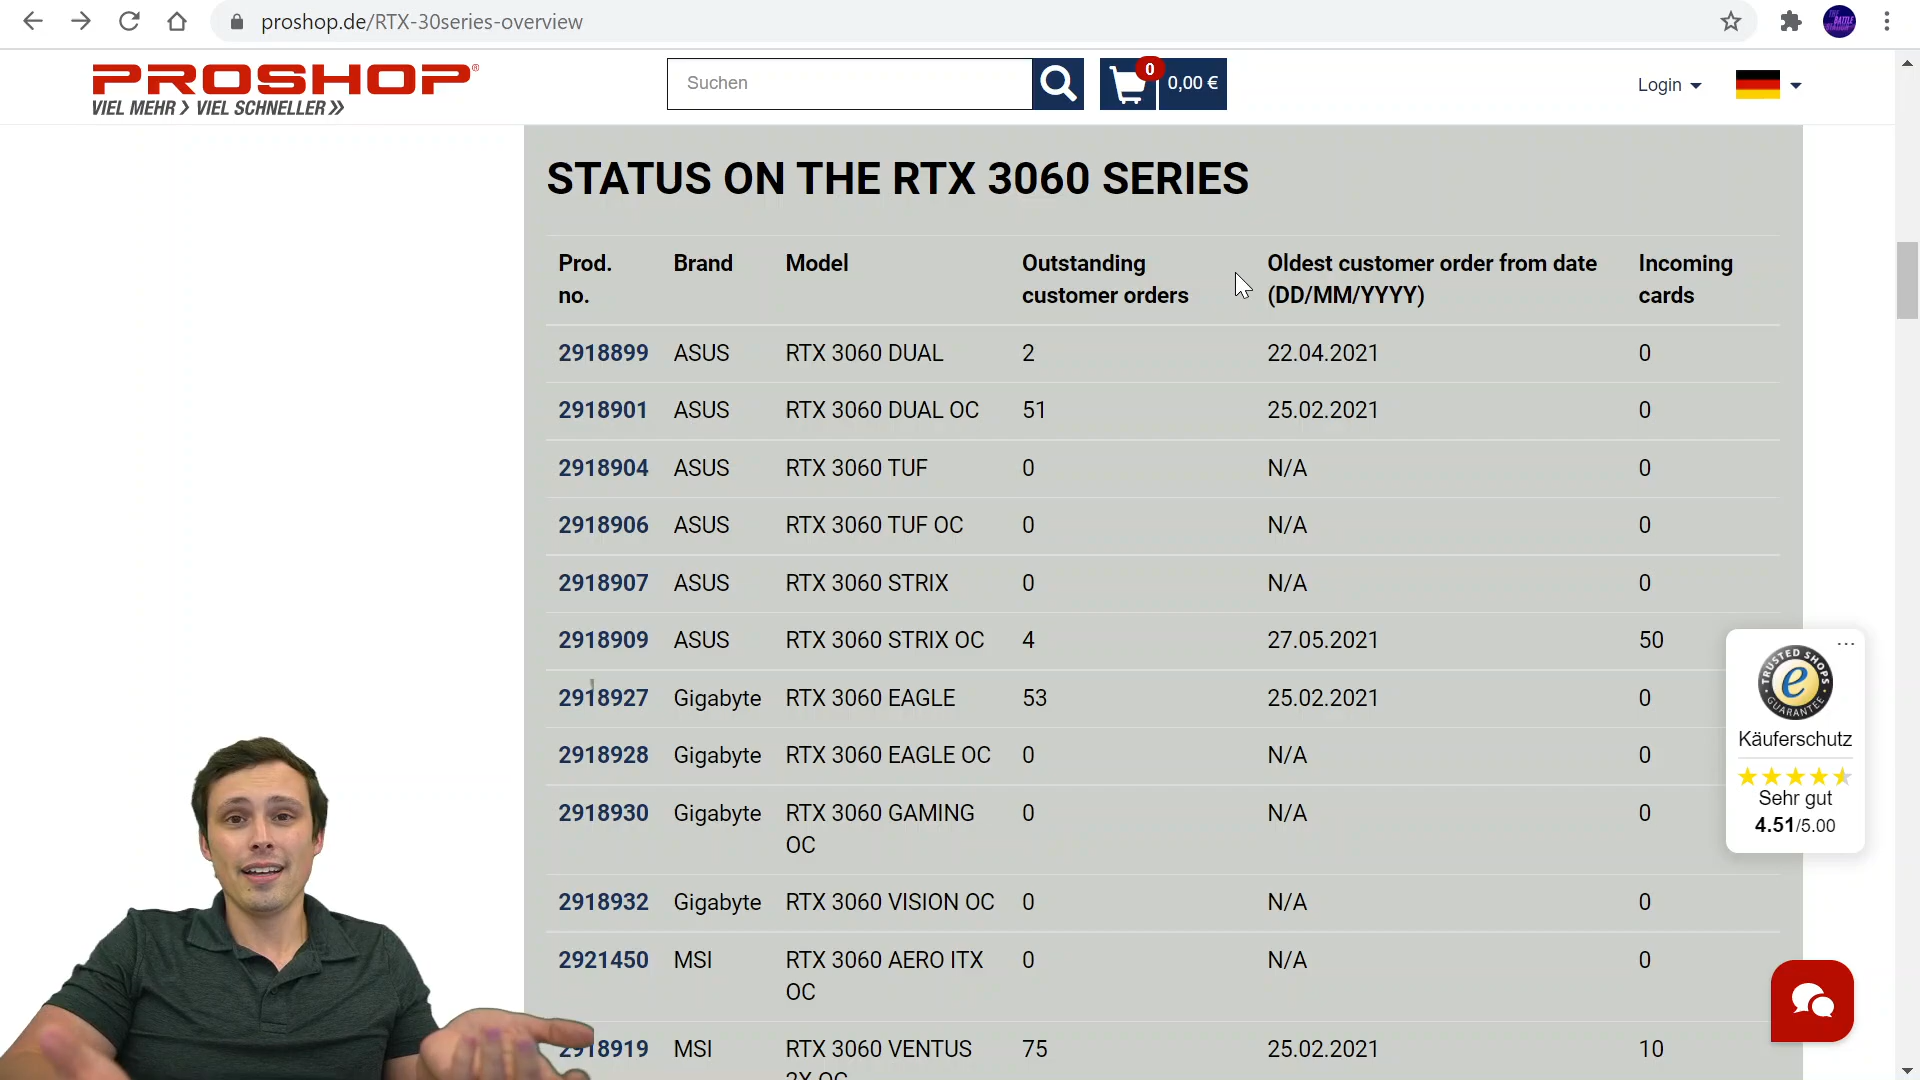 proshop.de/RTX-30series-overview
PROSHOP®
VIEL MEHR > VIEL SCHNELLER >>
Suchen
0
0,00 €
Login
STATUS ON THE RTX 3060 SERIES
Prod. no. Brand Model Outstanding customer orders Oldest customer order from date (DD/MM/YYYY) Incoming cards
2918899 ASUS RTX 3060 DUAL 2 22.04.2021 0
2918901 ASUS RTX 3060 DUAL OC 51 25.02.2021 0
2918904 ASUS RTX 3060 TUF 0 N/A 0
2918906 ASUS RTX 3060 TUF OC 0 N/A 0
2918907 ASUS RTX 3060 STRIX 0 N/A 0
2918909 ASUS RTX 3060 STRIX OC 4 27.05.2021 50
2918927 Gigabyte RTX 3060 EAGLE 53 25.02.2021 0
2918928 Gigabyte RTX 3060 EAGLE OC 0 N/A 0
2918930 Gigabyte RTX 3060 GAMING OC 0 N/A 0
2918932 Gigabyte RTX 3060 VISION OC 0 N/A 0
2921450 MSI RTX 3060 AERO ITX OC 0 N/A 0
2918919 MSI RTX 3060 VENTUS 2X OC 75 25.02.2021 10
TRUSTED SHOPS
e
GUARANTEE
Käuferschutz
Sehr gut
4.51/5.00